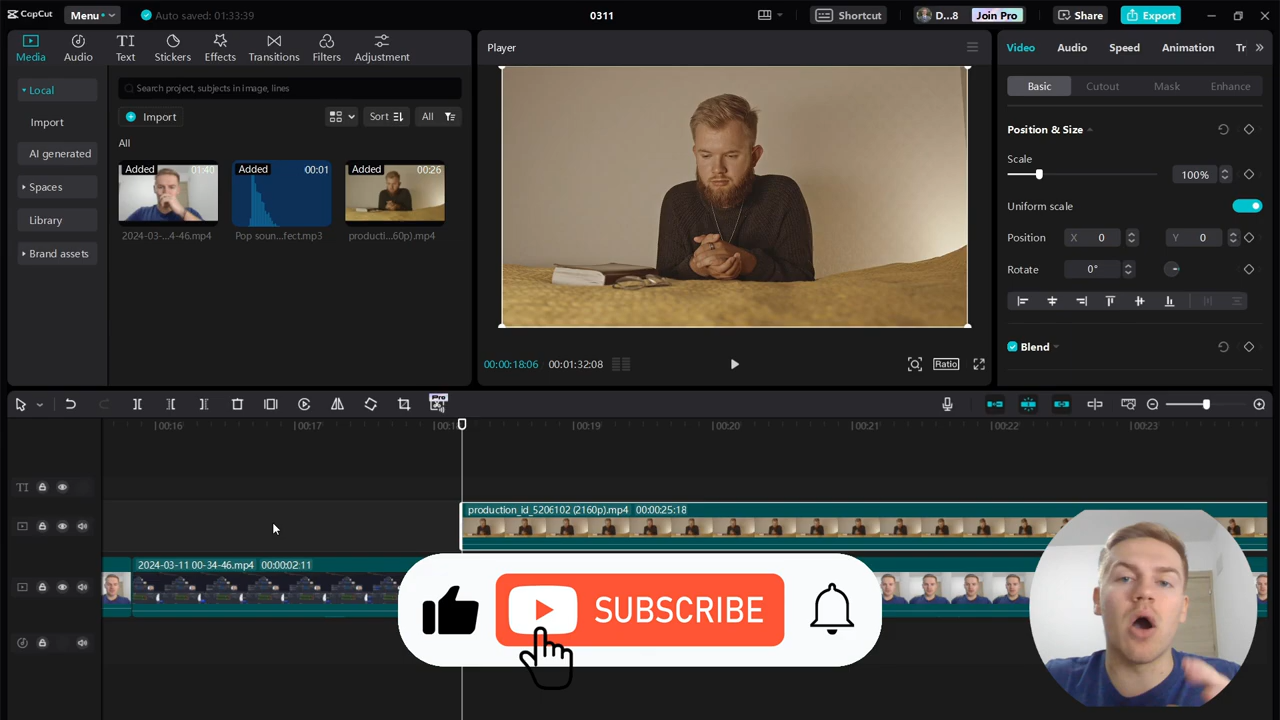 CapCut
Menu
Auto saved: 01:33:39
0311
Shortcut
D...8
Join Pro
Share
Export
Media
Audio
Text
Stickers
Effects
Transitions
Filters
Adjustment
Local
Import
AI generated
Spaces
Library
Brand assets
Search project, subjects in image, lines
Import
Sort
All
All
Added
01:40
2024-03-...4-46.mp4
Added
00:01
Pop soun...fect.mp3
Added
00:26
producti...60p).mp4
Player
00:00:18:06
00:01:32:08
Ratio
Video
Audio
Speed
Animation
Tr
Basic
Cutout
Mask
Enhance
Position & Size
Scale
100%
Uniform scale
Position
X 0
Y 0
Rotate
0°
Blend
Pro
00:16
00:17
00:19
00:20
00:21
00:22
00:23
TI
production_id_5206102 (2160p).mp4 00:00:25:18
2024-03-11 00-34-46.mp4 00:00:02:11
SUBSCRIBE